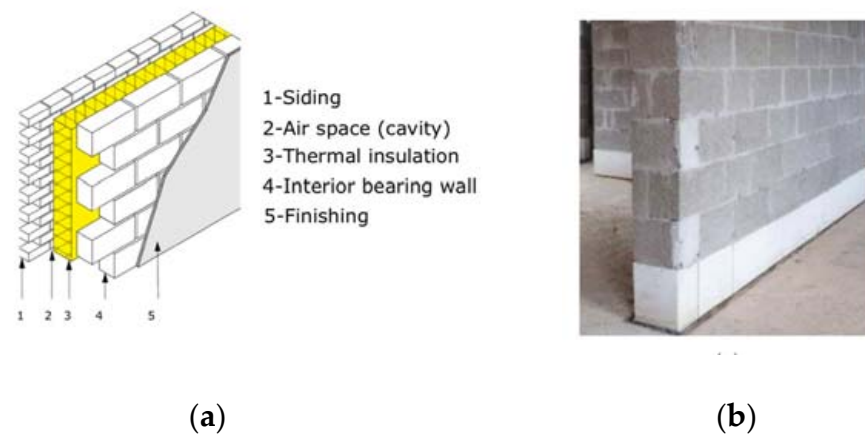 1-Siding
2-Air space (cavity)
3-Thermal insulation
4-Interior bearing wall
5-Finishing
1 2 3 4 5
(a) (b)